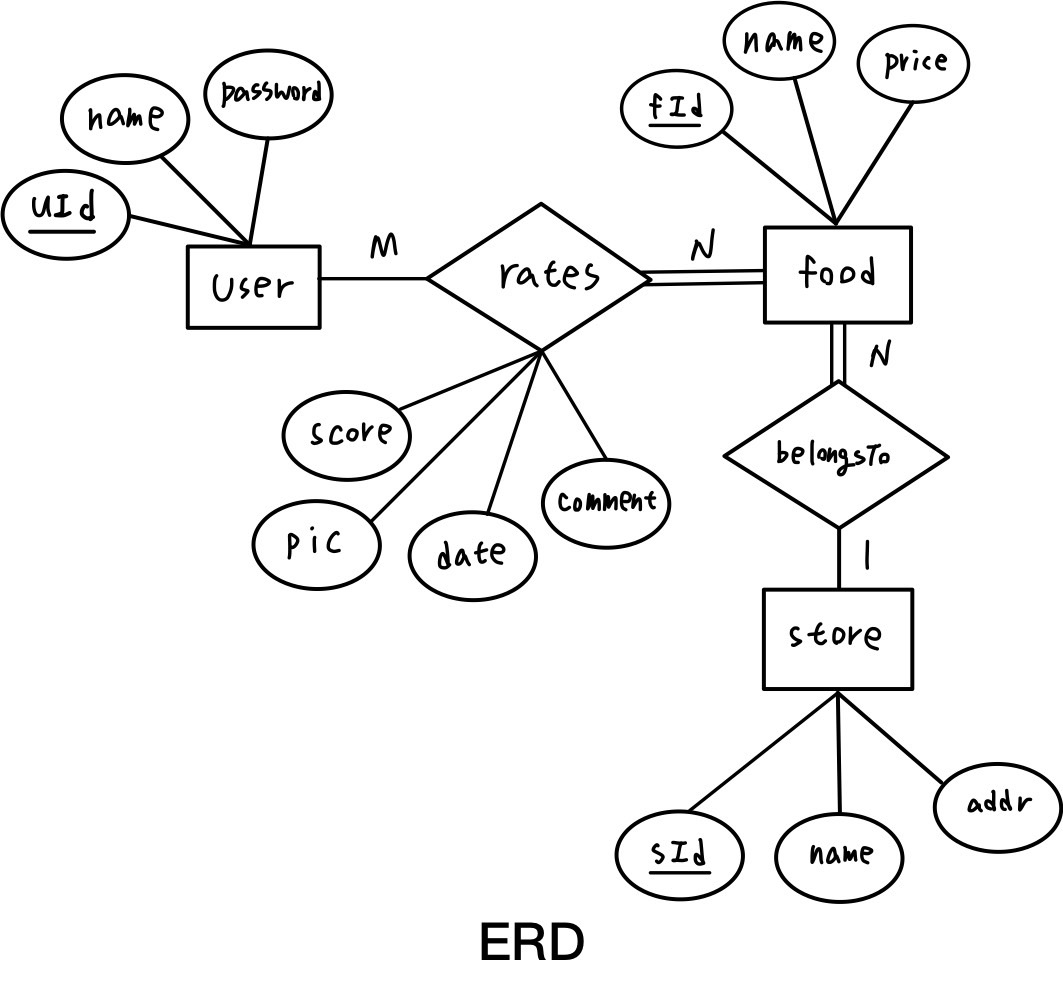 name
password
uId
user
M
rates
N
fId
name
price
food
N
belongsTo
1
store
score
pic
date
comment
sId
name
addr
ERD